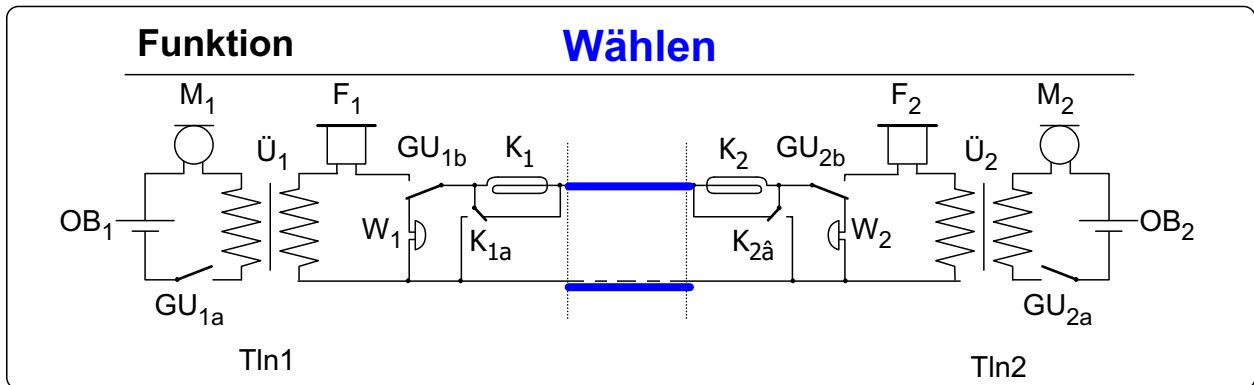 Funktion Wählen
M1 F1 F2 M2
Ü1 GU1b K1 K2 GU2b Ü2
OB1 W1 K1a K2â W2 OB2
GU1a GU2a
Tln1 Tln2